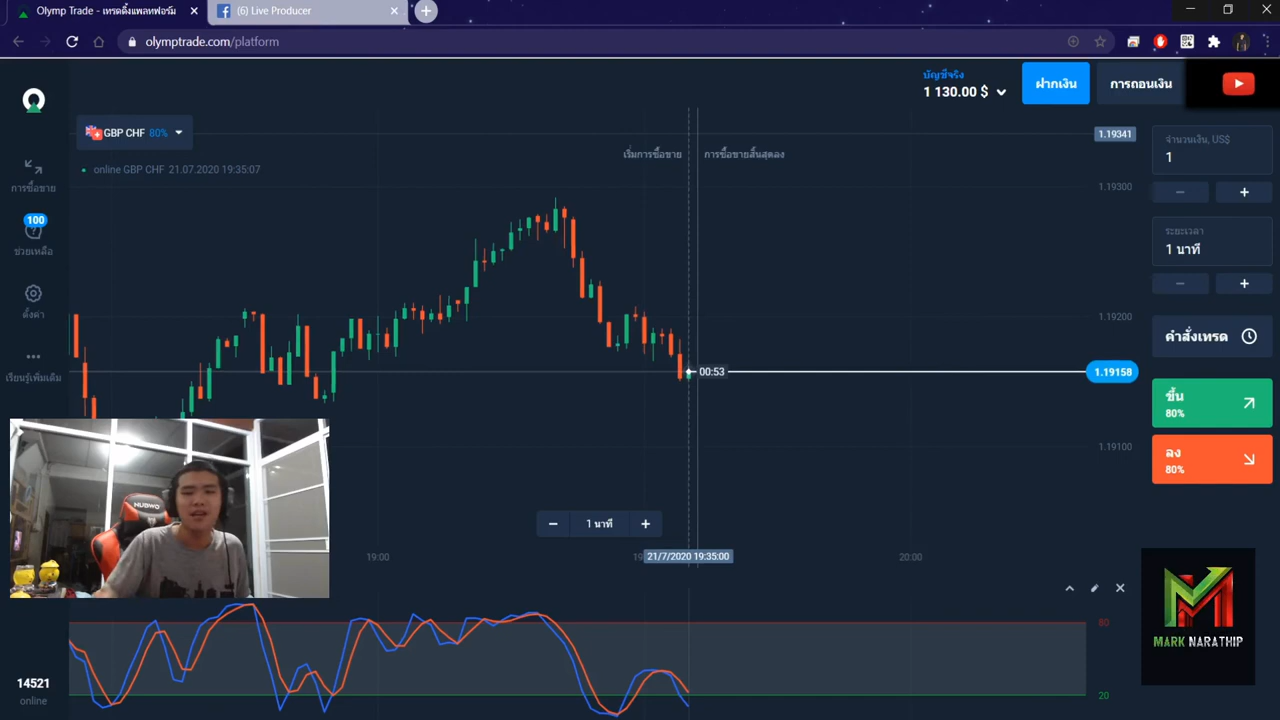 Olymp Trade - เทรดดิ้งแพลทฟอร์ม
(6) Live Producer
olymptrade.com/platform
บัญชีจริง
1 130.00 $
ฝากเงิน
การถอนเงิน
GBP CHF 80%
online GBP CHF 21.07.2020 19:35:07
เริ่มการซื้อขาย
การซื้อขายสิ้นสุดลง
1.19341
1.19300
1.19200
1.19158
1.19100
00:53
จำนวนเงิน, US$
1
ระยะเวลา
1 นาที
คำสั่งเทรด
ขึ้น
80%
ลง
80%
การซื้อขาย
100
ช่วยเหลือ
ตั้งค่า
เรียนรู้เพิ่มเติม
HUBWO
1 นาที
19:00
21/7/2020 19:35:00
20:00
80
20
14521
online
MARK NARATHIP